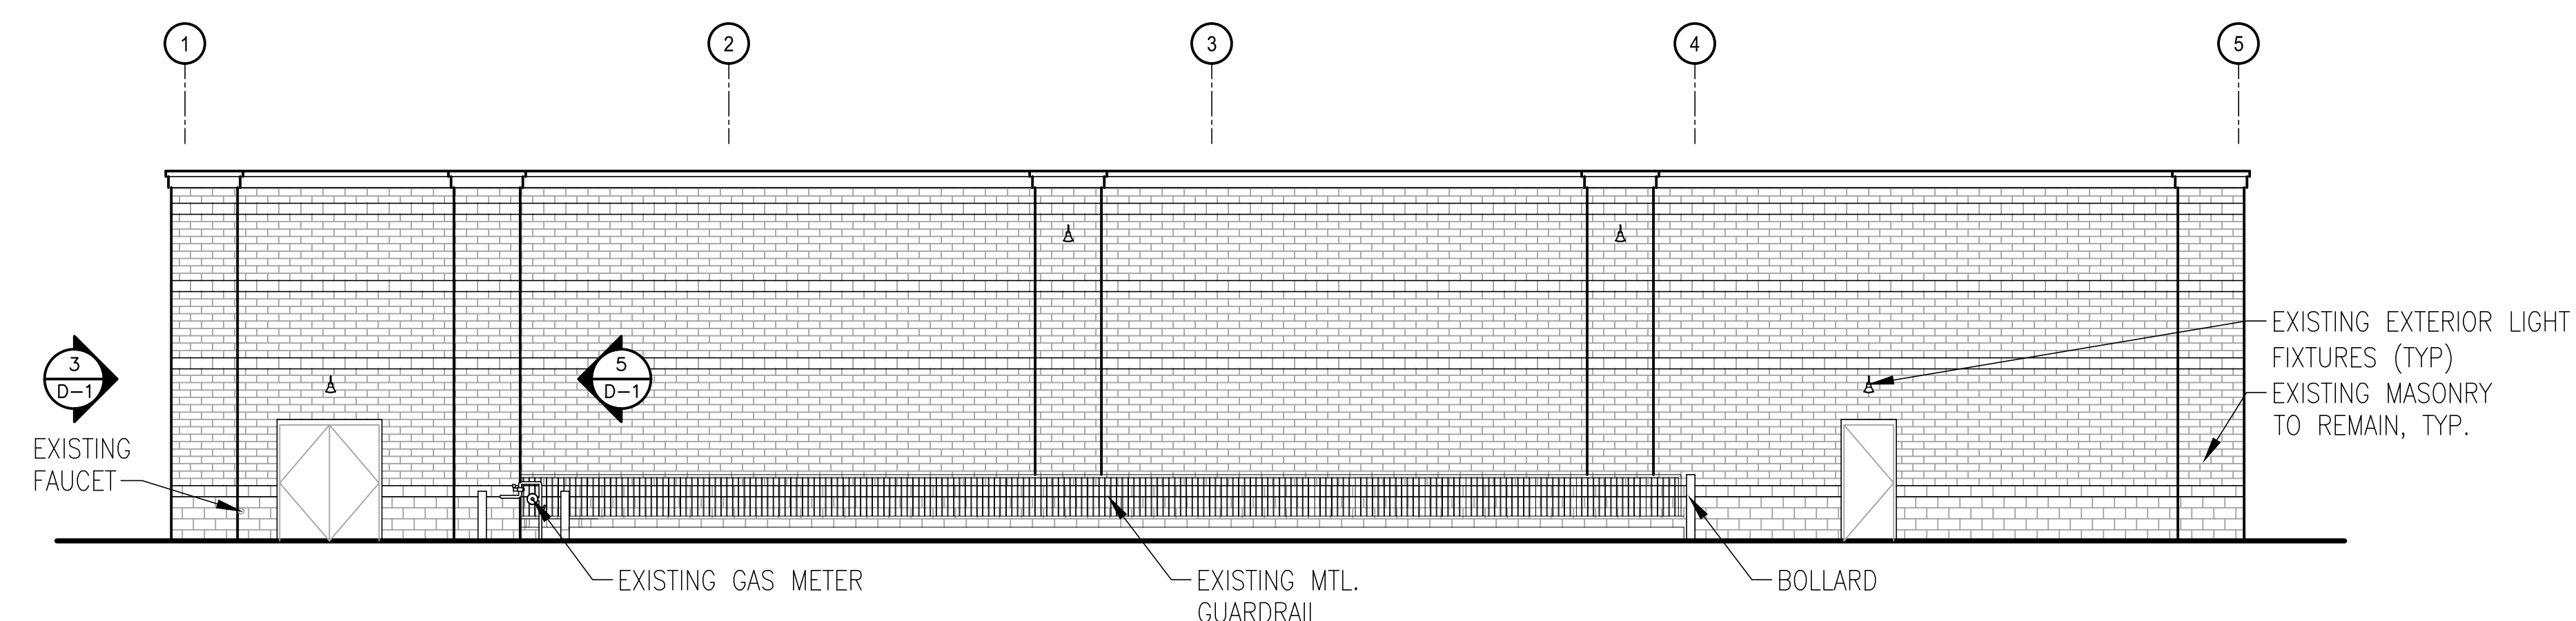 1
2
3
4
5
3
D-1
5
D-1
EXISTING EXTERIOR LIGHT
FIXTURES (TYP)
EXISTING MASONRY
TO REMAIN, TYP.
EXISTING
FAUCET
EXISTING GAS METER
EXISTING MTL.
GUARDRAIL
BOLLARD